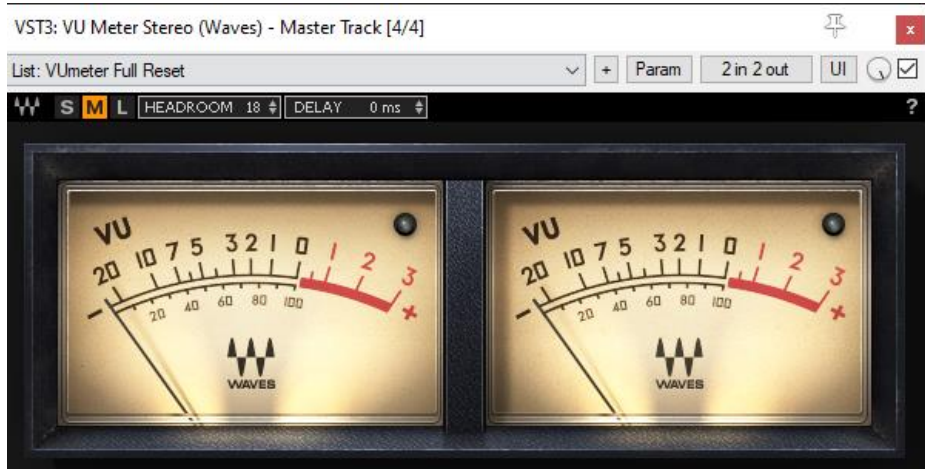 VST3: VU Meter Stereo (Waves) - Master Track [4/4]
x
List: VUmeter Full Reset
+
Param
2 in 2 out
UI
S M L HEADROOM 18 DELAY 0 ms ?
VU
20 10 7 5 3 2 1 0 1 2 3
- 20 40 60 80 100 +
WAVES
VU
20 10 7 5 3 2 1 0 1 2 3
- 20 40 60 80 100 +
WAVES